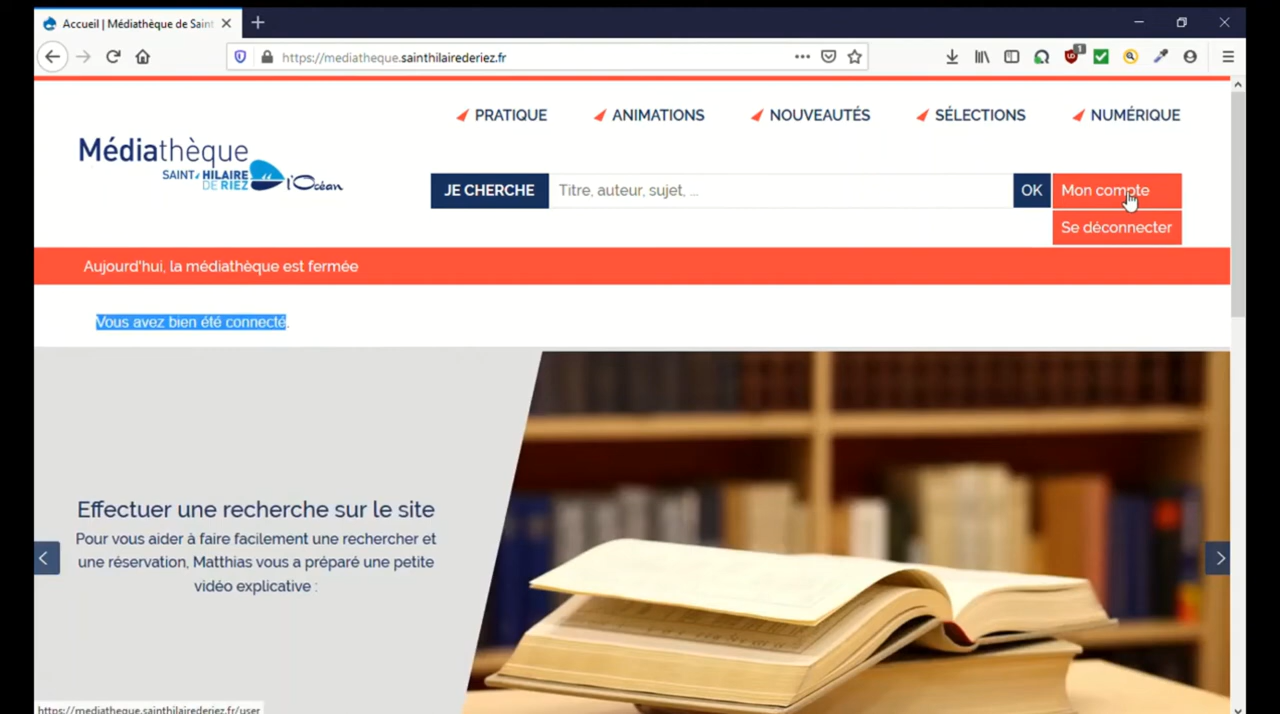 Accueil | Médiathèque de Saint
https://mediatheque.sainthilairederiez.fr
1
PRATIQUE
ANIMATIONS
NOUVEAUTÉS
SÉLECTIONS
NUMÉRIQUE
Médiathèque
SAINT HILAIRE
DE RIEZ
l'Océan
JE CHERCHE
Titre, auteur, sujet, ...
OK
Mon compte
Se déconnecter
Aujourd'hui, la médiathèque est fermée
Vous avez bien été connecté.
Effectuer une recherche sur le site
Pour vous aider à faire facilement une rechercher et
une réservation, Matthias vous a préparé une petite
vidéo explicative :
https://mediatheque.sainthilairederiez.fr/user